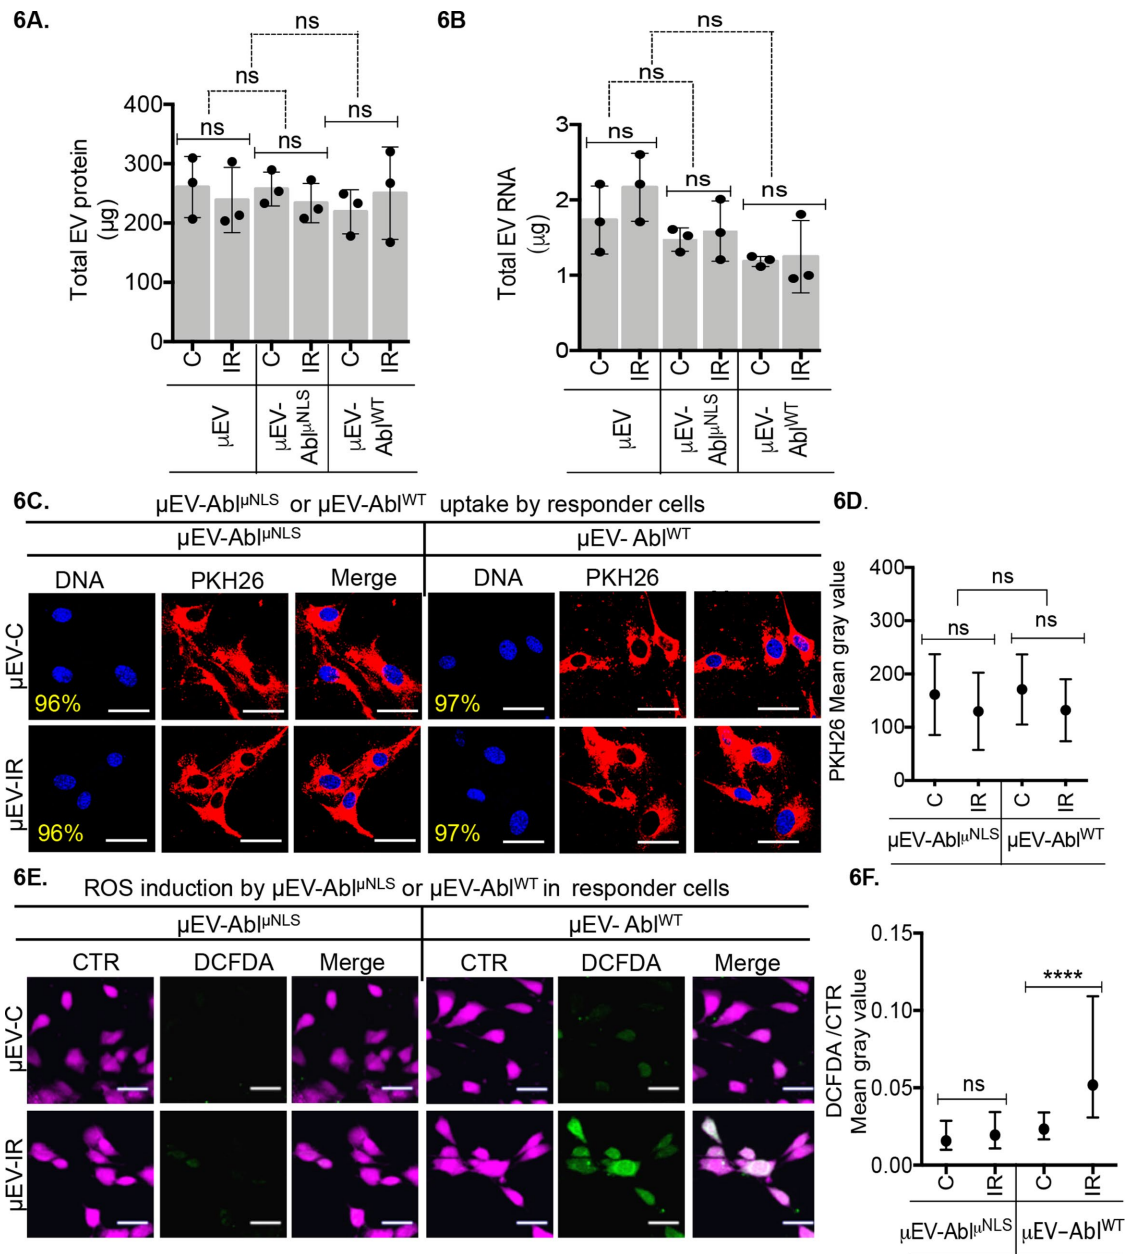 6A.
ns
ns
ns
ns
ns
400
300
200
100
0
Total EV protein
(µg)
C
IR
C
IR
C
IR
µEV
µEV-
Abl^µNLS
µEV-
Abl^WT
6B
ns
ns
ns
ns
ns
3
2
1
0
Total EV RNA
(µg)
C
IR
C
IR
C
IR
µEV
µEV-
Abl^µNLS
µEV-
Abl^WT
6C.
µEV-Abl^µNLS or µEV-Abl^WT uptake by responder cells
µEV-Abl^µNLS
µEV- Abl^WT
DNA
PKH26
Merge
DNA
PKH26
µEV-C
96%
97%
µEV-IR
96%
97%
6D.
400
300
200
100
0
PKH26 Mean gray value
ns
ns
ns
C
IR
C
IR
µEV-Abl^µNLS
µEV-Abl^WT
6E.
ROS induction by µEV-Abl^µNLS or µEV-Abl^WT in responder cells
µEV-Abl^µNLS
µEV- Abl^WT
CTR
DCFDA
Merge
CTR
DCFDA
Merge
µEV-C
µEV-IR
6F.
0.15
0.10
0.05
0.00
DCFDA /CTR
Mean gray value
ns
****
C
IR
C
IR
µEV-Abl^µNLS
µEV–Abl^WT